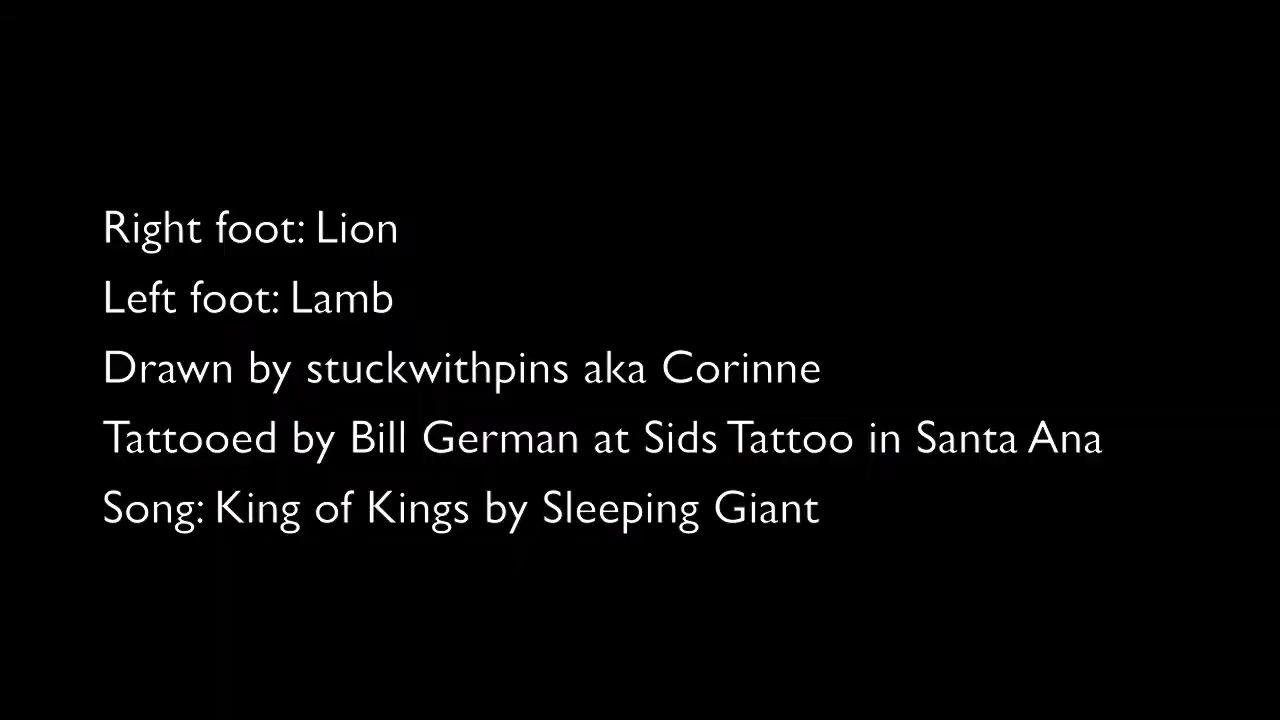 Right foot: Lion
Left foot: Lamb
Drawn by stuckwithpins aka Corinne
Tattooed by Bill German at Sids Tattoo in Santa Ana
Song: King of Kings by Sleeping Giant